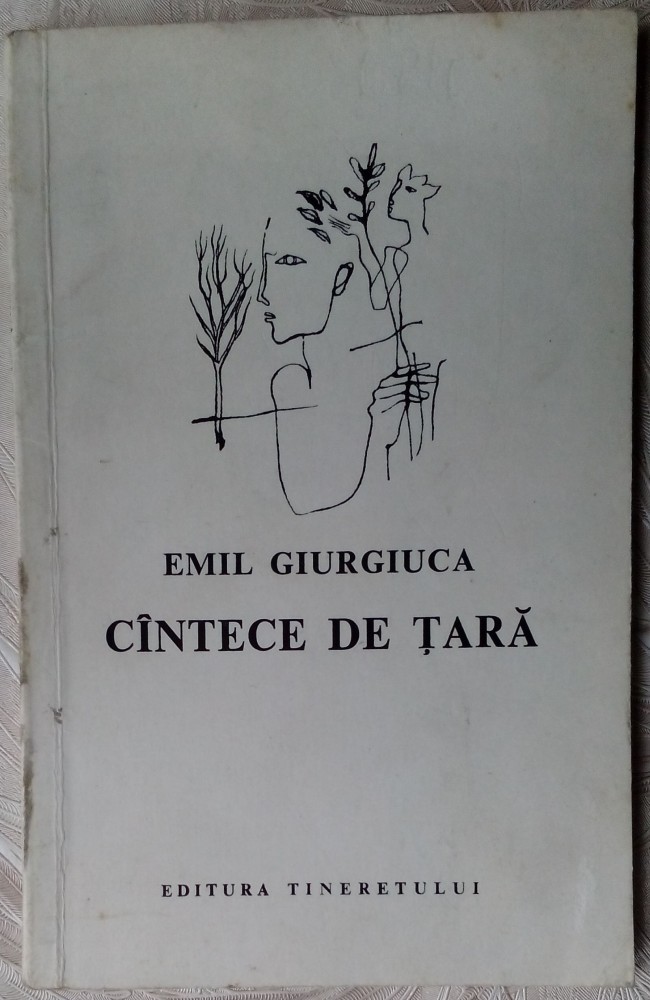 EMIL GIURGIUCA
CÎNTECE DE ȚARĂ
EDITURA TINERETULUI